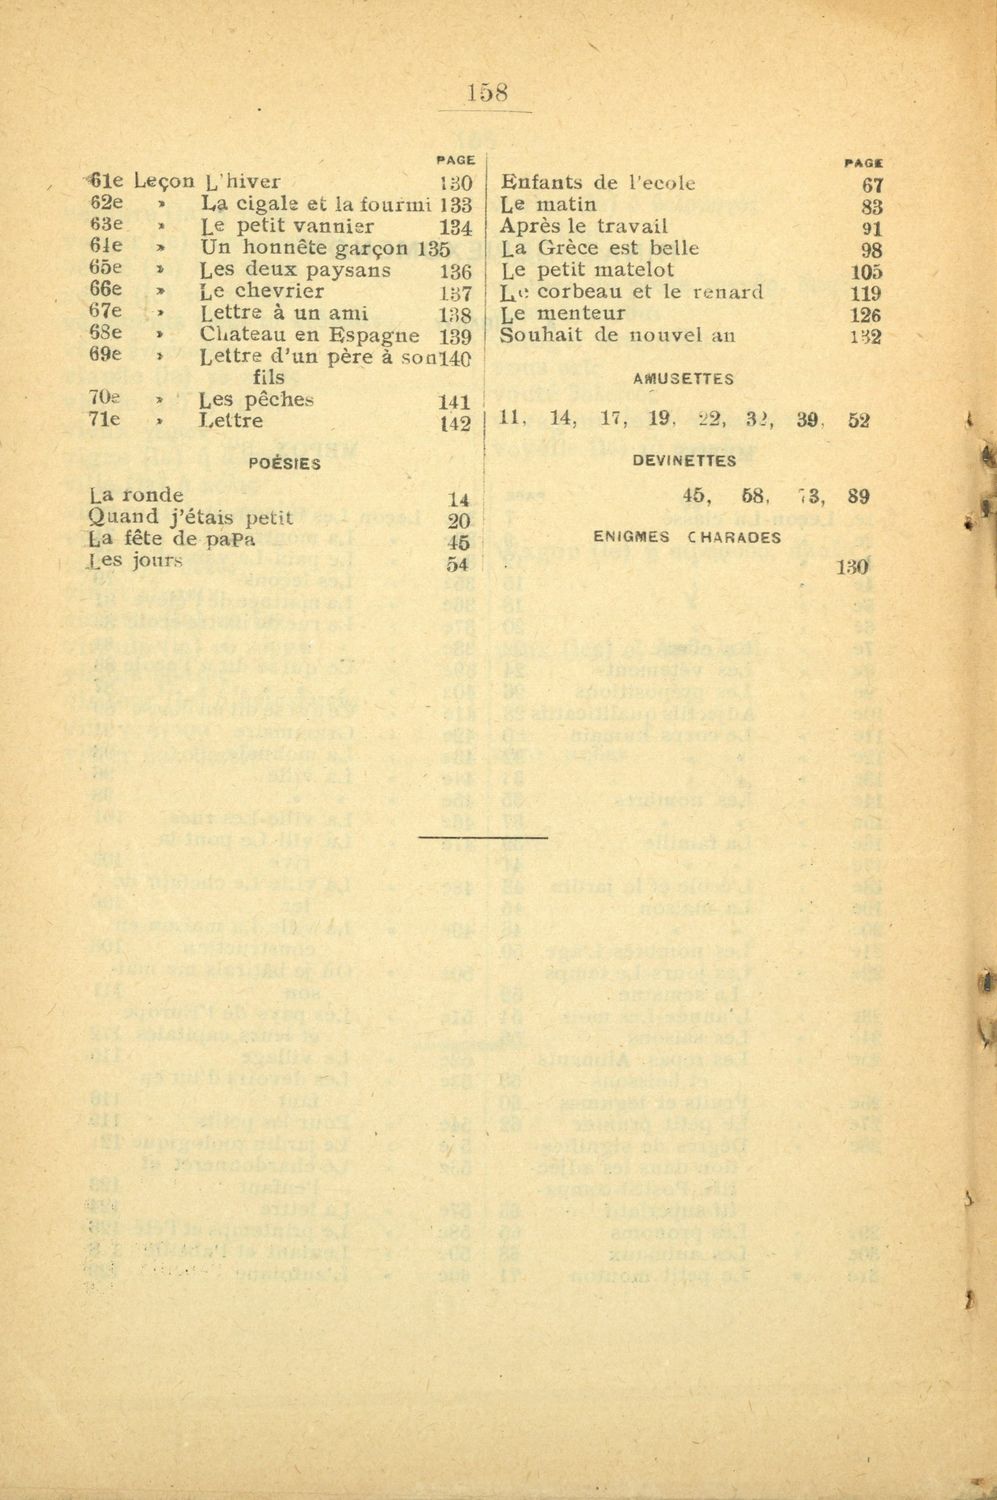 158
PAGE
61e Leçon L'hiver 130
62e » La cigale et la fourmi 133
63e » Le petit vannier 134
64e » Un honnête garçon 135
65e » Les deux paysans 136
66e » Le chevrier 137
67e » Lettre à un ami 138
68e » Chateau en Espagne 139
69e » Lettre d'un père à son 140
fils
70e » Les pêches 141
71e » Lettre 142
POÉSIES
La ronde 14
Quand j'étais petit 20
La fête de paPa 45
Les jours 54
PAGE
Enfants de l'ecole 67
Le matin 83
Après le travail 91
La Grèce est belle 98
Le petit matelot 105
Le corbeau et le renard 119
Le menteur 126
Souhait de nouvel an 132
AMUSETTES
11, 14, 17, 19, 22, 32, 39, 52
DEVINETTES
45, 58, 73, 89
ENIGMES CHARADES
130